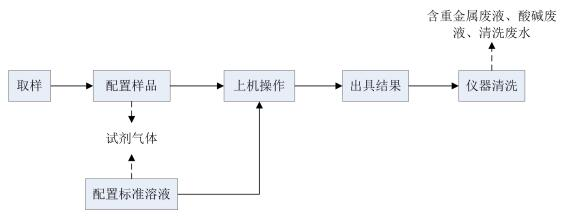 含重金属废液、酸碱废
液、清洗废水
取样
配置样品
上机操作
出具结果
仪器清洗
试剂气体
配置标准溶液